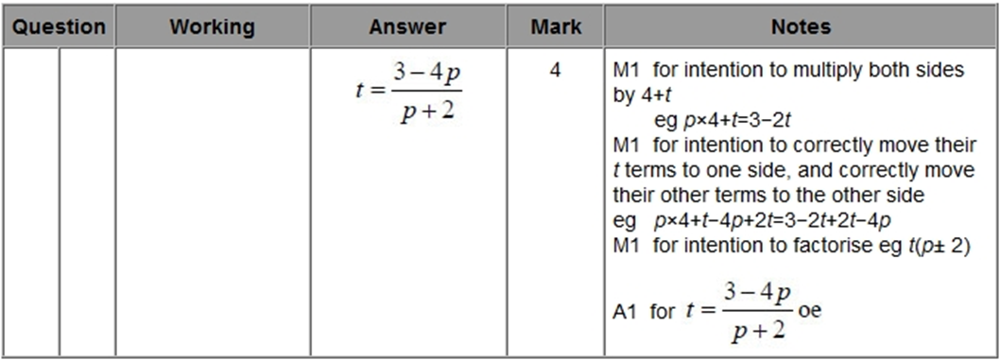 Question Working Answer Mark Notes
t = (3 − 4p)/(p + 2) 4 M1 for intention to multiply both sides
by 4+t
eg p×4+t=3−2t
M1 for intention to correctly move their
t terms to one side, and correctly move
their other terms to the other side
eg p×4+t−4p+2t=3−2t+2t−4p
M1 for intention to factorise eg t(p± 2)
A1 for t = (3 − 4p)/(p + 2) oe